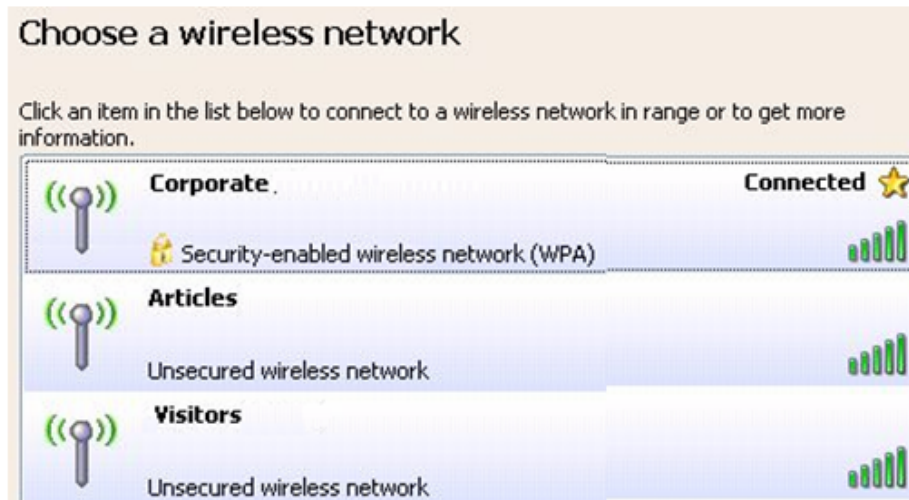 Choose a wireless network
Click an item in the list below to connect to a wireless network in range or to get more
information.
Corporate
Connected
Security-enabled wireless network (WPA)
Articles
Unsecured wireless network
Visitors
Unsecured wireless network